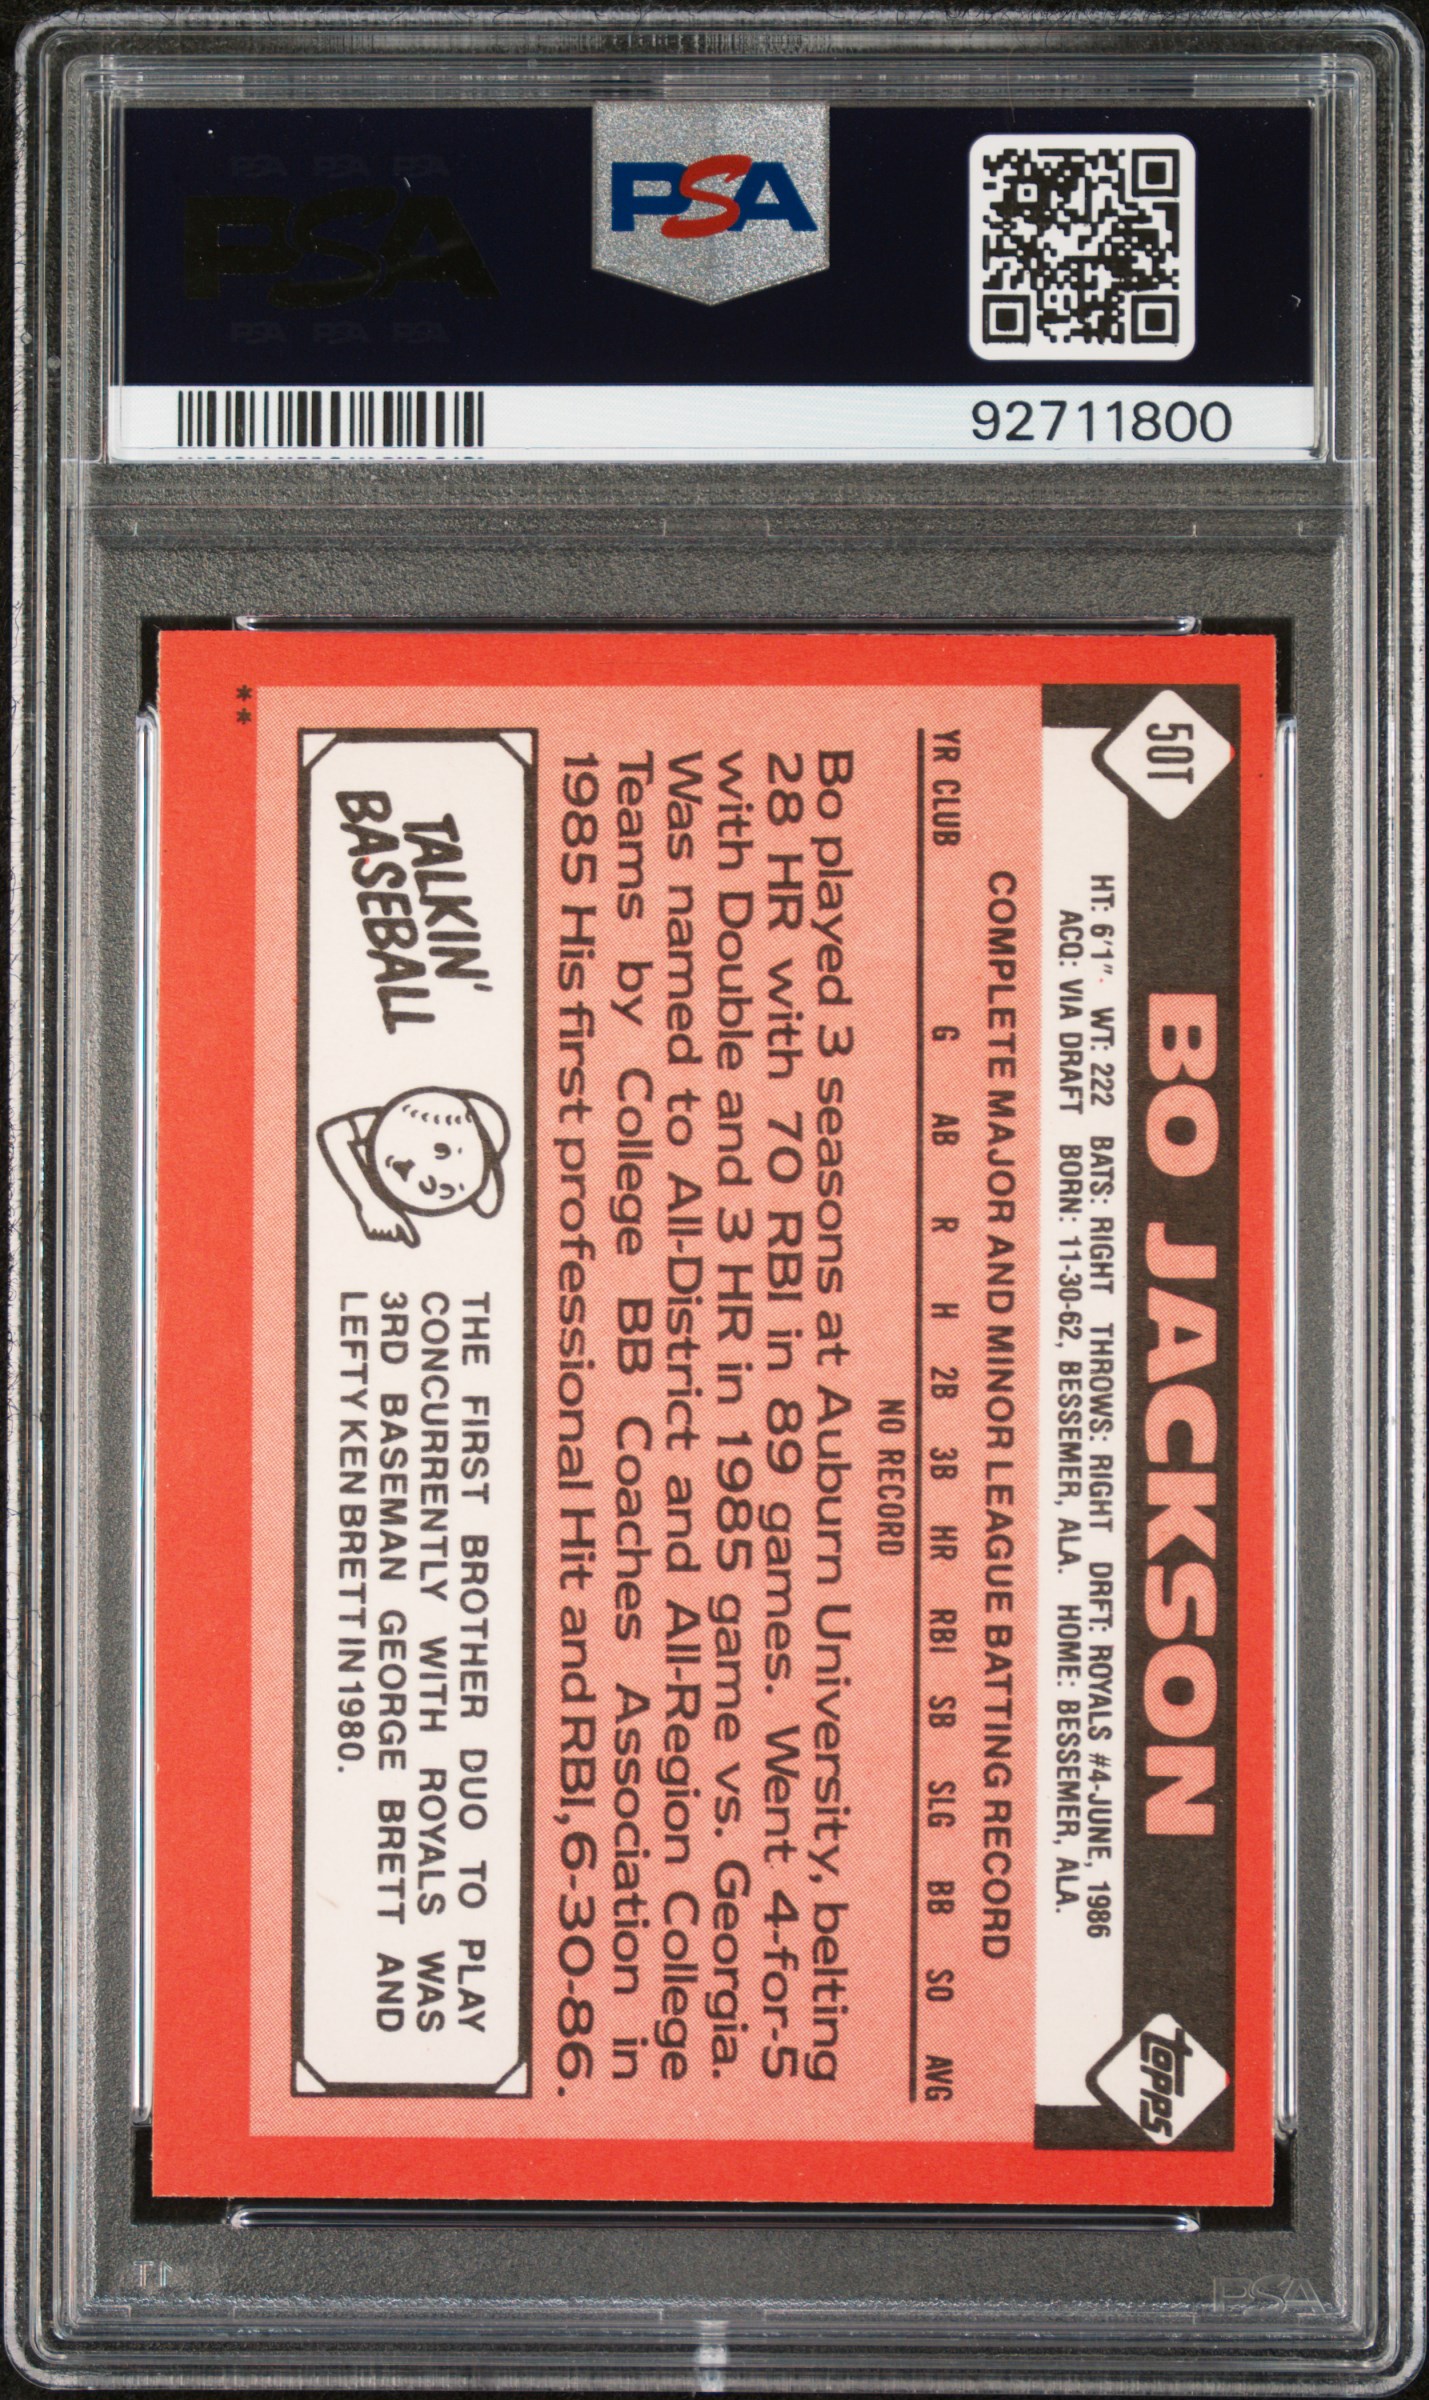 PSA PSA PSA
PSA
PSA PSA PSA
PSA
92711800
50T
BO JACKSON
topps
HT: 6'1". WT: 222 BATS: RIGHT THROWS: RIGHT DRFT: ROYALS #4-JUNE, 1986
ACQ: VIA DRAFT BORN: 11-30-62, BESSEMER, ALA. HOME: BESSEMER, ALA.
COMPLETE MAJOR AND MINOR LEAGUE BATTING RECORD
YR CLUB G AB R H 2B 3B HR RBI SB SLG BB SO AVG
NO RECORD
Bo played 3 seasons at Auburn University, belting
28 HR with 70 RBI in 89 games. Went 4-for-5
with Double and 3 HR in 1985 game vs. Georgia.
Was named to All-District and All-Region College
Teams by College BB Coaches Association in
1985 His first professional Hit and RBI, 6-30-86.
TALKIN'
BASEBALL
THE FIRST BROTHER DUO TO PLAY
CONCURRENTLY WITH ROYALS WAS
3RD BASEMAN GEORGE BRETT AND
LEFTY KEN BRETT IN 1980.
**
PSA